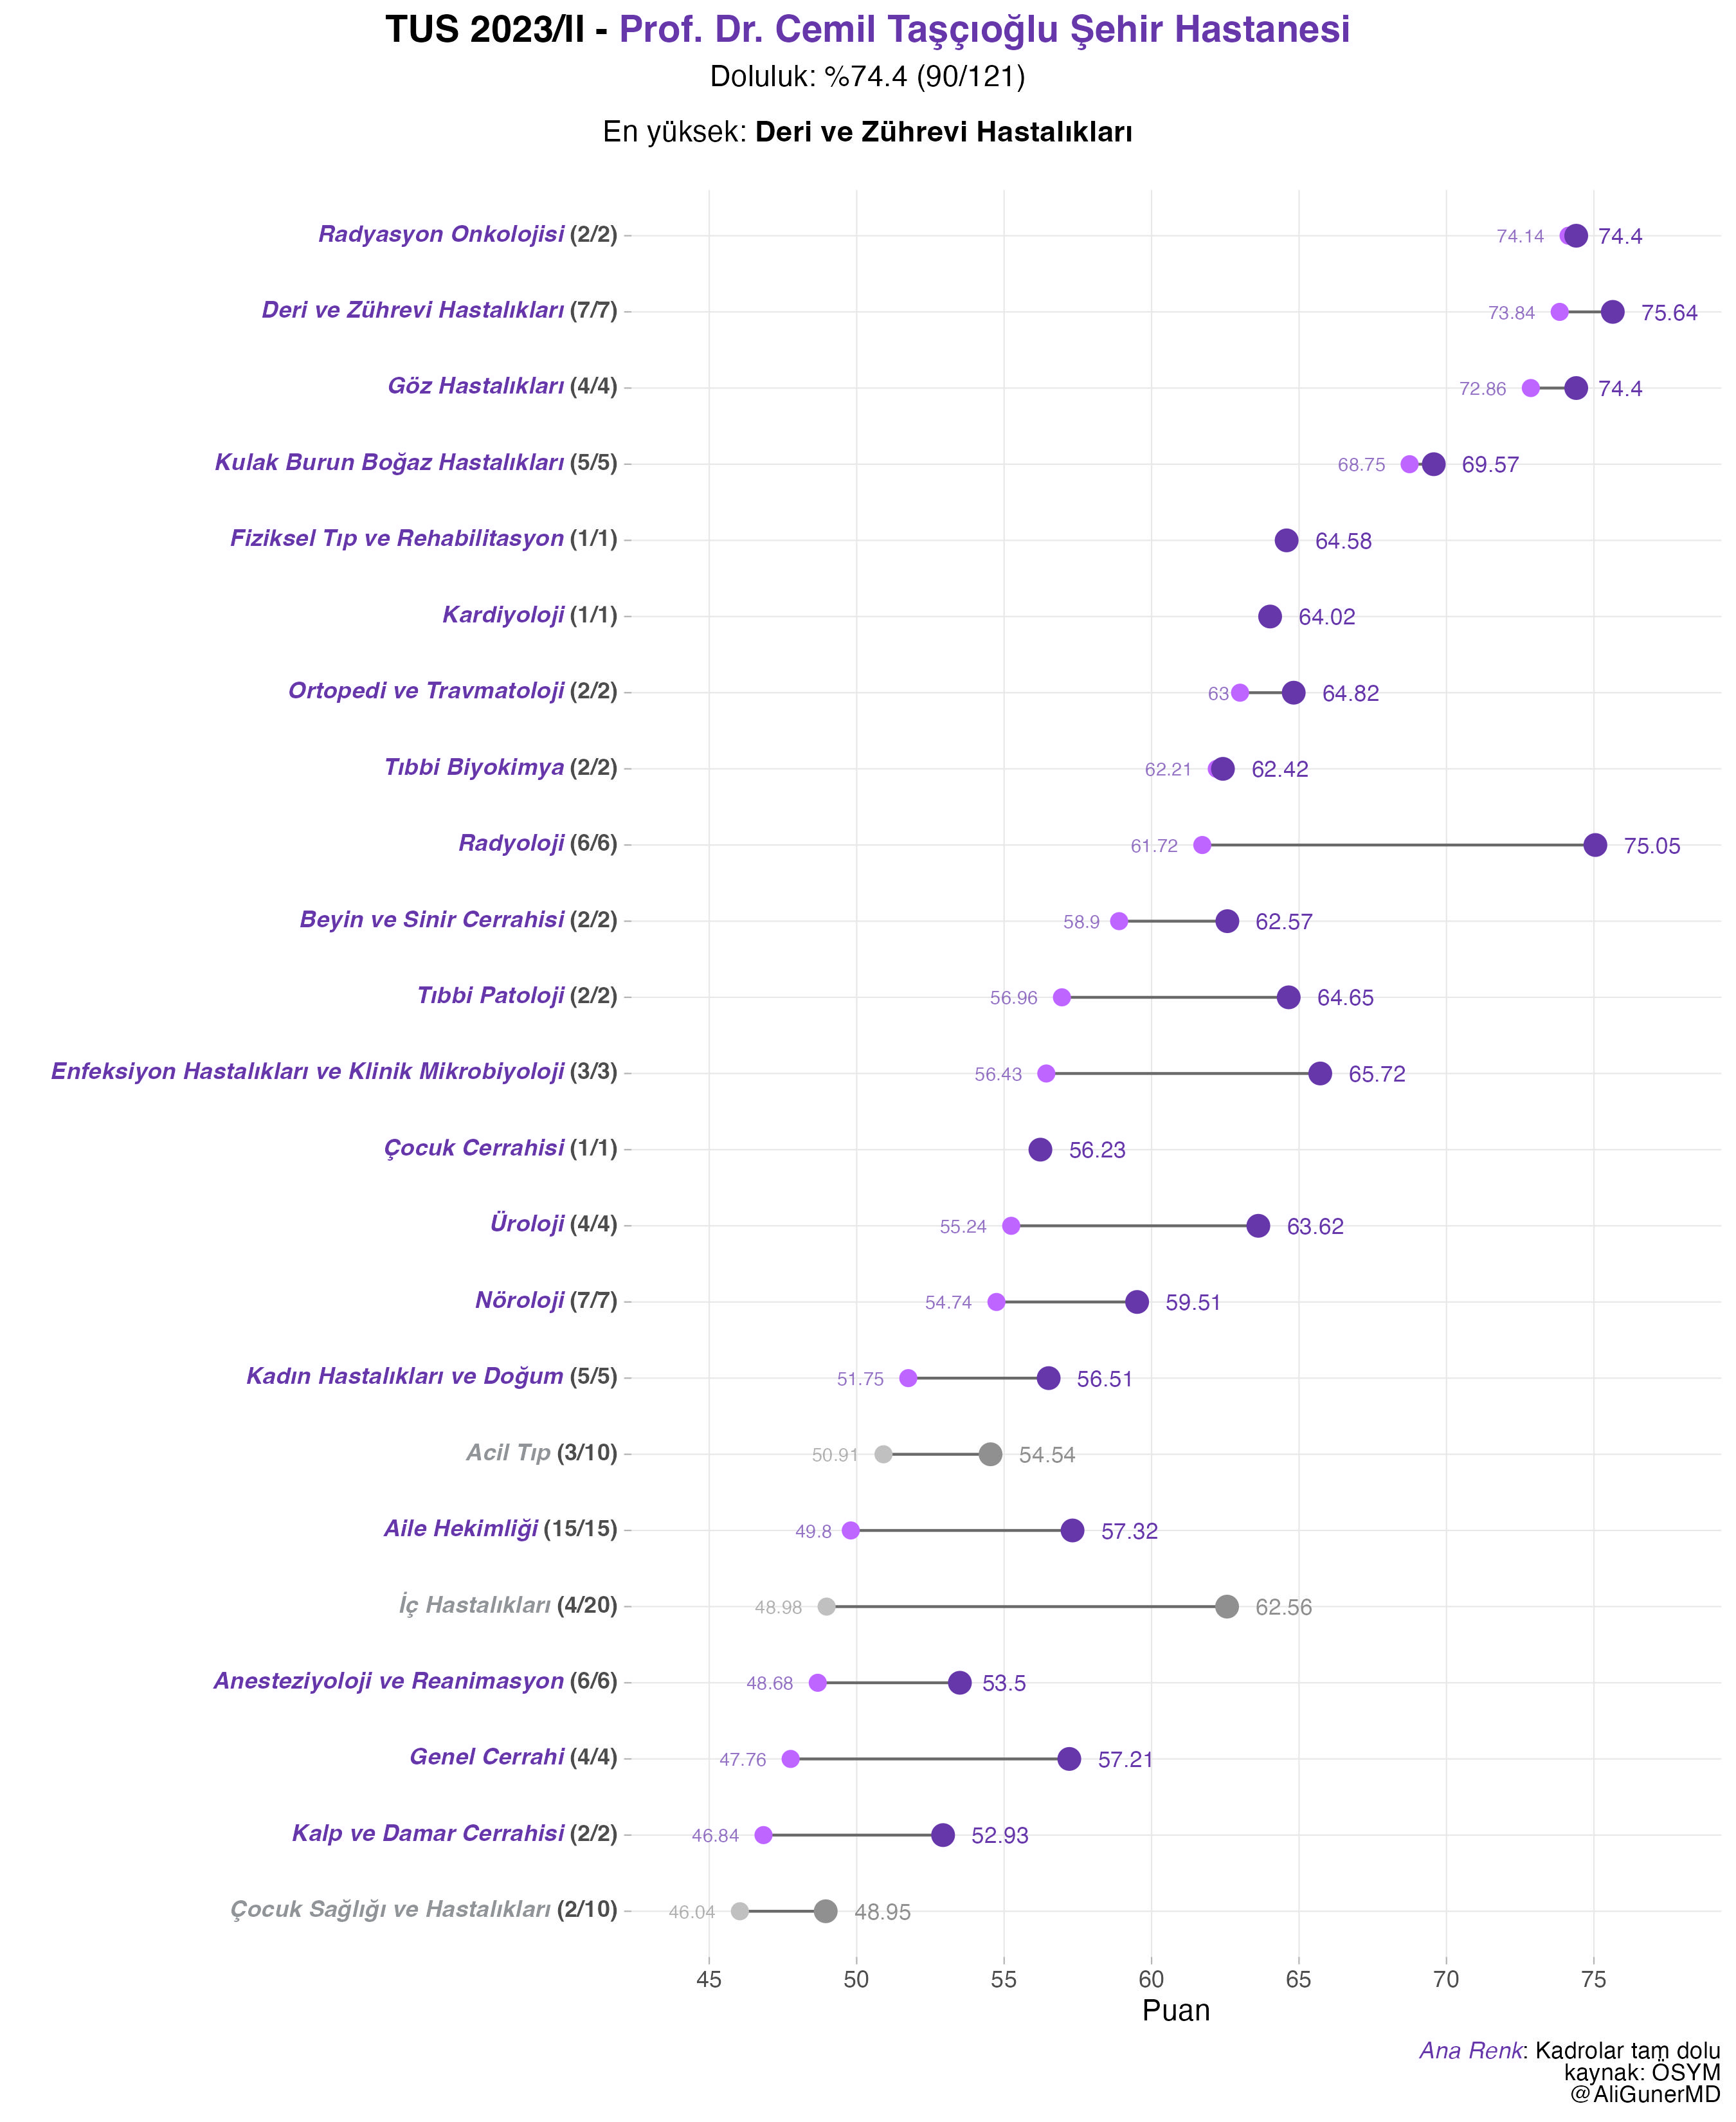 TUS 2023/II - Prof. Dr. Cemil Taşçıoğlu Şehir Hastanesi
Doluluk: %74.4 (90/121)
En yüksek: Deri ve Zührevi Hastalıkları
Radyasyon Onkolojisi (2/2) 74.14 74.4
Deri ve Zührevi Hastalıkları (7/7) 73.84 75.64
Göz Hastalıkları (4/4) 72.86 74.4
Kulak Burun Boğaz Hastalıkları (5/5) 68.75 69.57
Fiziksel Tıp ve Rehabilitasyon (1/1) 64.58
Kardiyoloji (1/1) 64.02
Ortopedi ve Travmatoloji (2/2) 63 64.82
Tıbbi Biyokimya (2/2) 62.21 62.42
Radyoloji (6/6) 61.72 75.05
Beyin ve Sinir Cerrahisi (2/2) 58.9 62.57
Tıbbi Patoloji (2/2) 56.96 64.65
Enfeksiyon Hastalıkları ve Klinik Mikrobiyoloji (3/3) 56.43 65.72
Çocuk Cerrahisi (1/1) 56.23
Üroloji (4/4) 55.24 63.62
Nöroloji (7/7) 54.74 59.51
Kadın Hastalıkları ve Doğum (5/5) 51.75 56.51
Acil Tıp (3/10) 50.91 54.54
Aile Hekimliği (15/15) 49.8 57.32
İç Hastalıkları (4/20) 48.98 62.56
Anesteziyoloji ve Reanimasyon (6/6) 48.68 53.5
Genel Cerrahi (4/4) 47.76 57.21
Kalp ve Damar Cerrahisi (2/2) 46.84 52.93
Çocuk Sağlığı ve Hastalıkları (2/10) 46.04 48.95
45 50 55 60 65 70 75
Puan
Ana Renk: Kadrolar tam dolu
kaynak: ÖSYM
@AliGunerMD